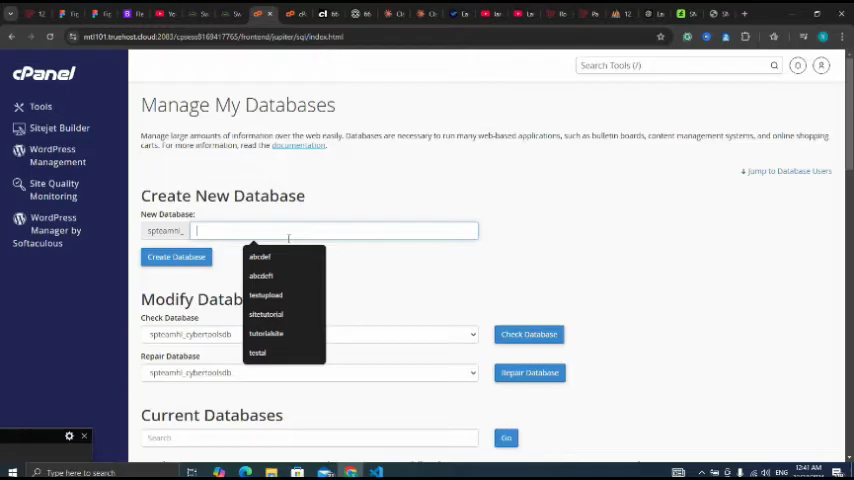 mtl101.truehost.cloud:2083/cpsess8169417765/frontend/jupiter/sql/index.html
cPanel
Search Tools (/)
Tools
Sitejet Builder
WordPress
Management
Site Quality
Monitoring
WordPress
Manager by
Softaculous
Manage My Databases
Manage large amounts of information over the web easily. Databases are necessary to run many web-based applications, such as bulletin boards, content management systems, and online shopping
carts. For more information, read the documentation.
Jump to Database Users
Create New Database
New Database:
spteamhi_
abcdef
abcdef1
testupload
sitetutorial
tutorialsite
testal
Create Database
Modify Datab
Check Database
spteamhi_cybertoolsdb
Check Database
Repair Database
spteamhi_cybertoolsdb
Repair Database
Current Databases
Search
Go
Type here to search
ENG
12:41 AM